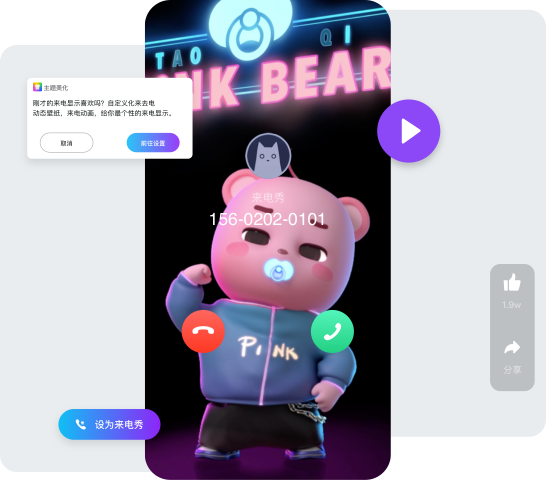 TAO QI
PINK BEAR
主题美化
刚才的来电显示喜欢吗？自定义化来去电
动态壁纸，来电动画，给你最个性的来电显示。
取消
前往设置
来电秀
156-0202-0101
1.9w
PINK
分享
设为来电秀